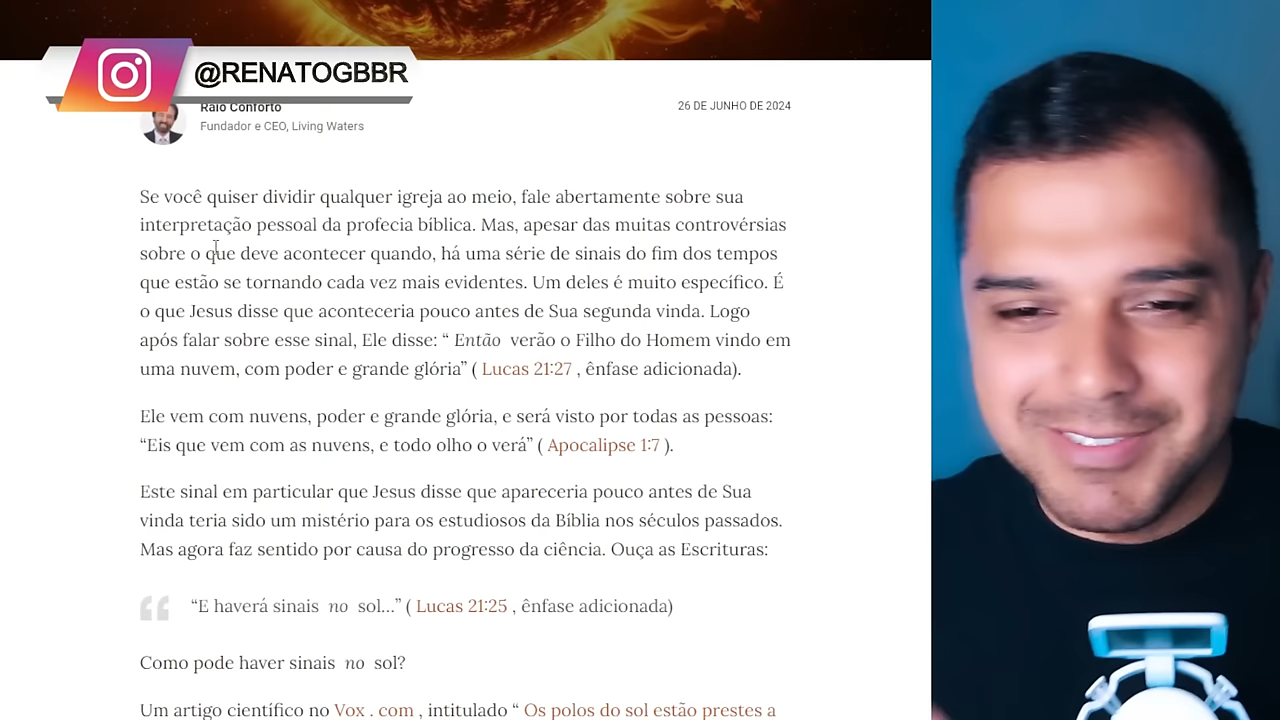 @RENATOGBBR
Raio Conforto
26 DE JUNHO DE 2024
Fundador e CEO, Living Waters
Se você quiser dividir qualquer igreja ao meio, fale abertamente sobre sua
interpretação pessoal da profecia bíblica. Mas, apesar das muitas controvérsias
sobre o que deve acontecer quando, há uma série de sinais do fim dos tempos
que estão se tornando cada vez mais evidentes. Um deles é muito específico. É
o que Jesus disse que aconteceria pouco antes de Sua segunda vinda. Logo
após falar sobre esse sinal, Ele disse: “ Então verão o Filho do Homem vindo em
uma nuvem, com poder e grande glória” ( Lucas 21:27 , ênfase adicionada).
Ele vem com nuvens, poder e grande glória, e será visto por todas as pessoas:
“Eis que vem com as nuvens, e todo olho o verá” ( Apocalipse 1:7 ).
Este sinal em particular que Jesus disse que apareceria pouco antes de Sua
vinda teria sido um mistério para os estudiosos da Bíblia nos séculos passados.
Mas agora faz sentido por causa do progresso da ciência. Ouça as Escrituras:
“E haverá sinais no sol...” ( Lucas 21:25 , ênfase adicionada)
Como pode haver sinais no sol?
Um artigo científico no Vox . com , intitulado “ Os polos do sol estão prestes a